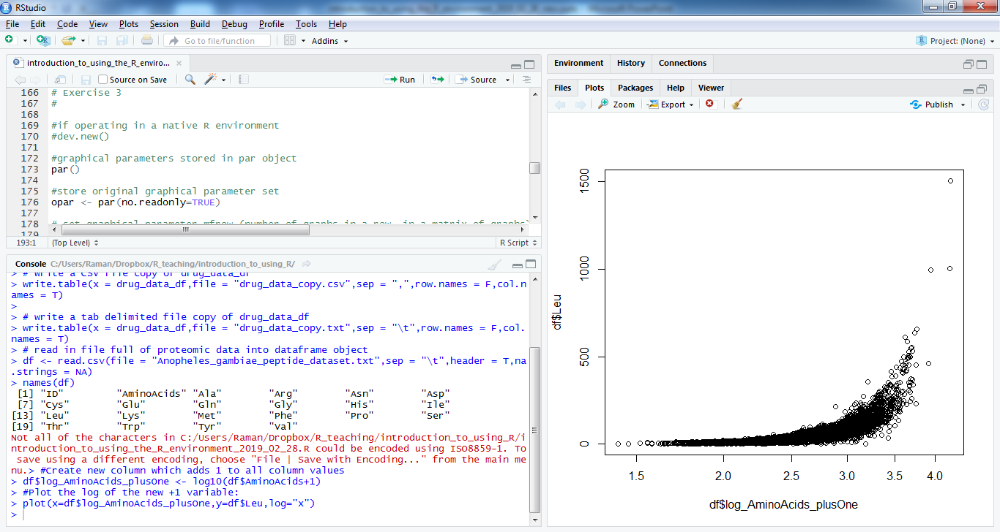 RStudio
File Edit Code View Plots Session Build Debug Profile Tools Help
Go to file/function Addins Project: (None)
introduction_to_using_the_R_enviro...
Source on Save Run Source
166 # Exercise 3
167 #
168
169 #if operating in a native R environment
170 #dev.new()
171
172 #graphical parameters stored in par object
173 par()
174
175 #store original graphical parameter set
176 opar <- par(no.readonly=TRUE)
177
178 # set graphical parameter mfrow (number of graphs in a row, in a matrix of graphs)
179
193:1 (Top Level) R Script
Console C:/Users/Raman/Dropbox/R_teaching/introduction_to_using_R/
> # write a CSV file copy of drug_data_df
> write.table(x = drug_data_df,file = "drug_data_copy.csv",sep = ",",row.names = F,col.n
ames = T)
>
> # write a tab delimited file copy of drug_data_df
> write.table(x = drug_data_df,file = "drug_data_copy.txt",sep = "\t",row.names = F,col.
names = T)
> # read in file full of proteomic data into dataframe object
> df <- read.csv(file = "Anopheles_gambiae_peptide_dataset.txt",sep = "\t",header = T,na
.strings = NA)
> names(df)
[1] "ID" "AminoAcids" "Ala" "Arg" "Asn" "Asp"
[7] "Cys" "Glu" "Gln" "Gly" "His" "Ile"
[13] "Leu" "Lys" "Met" "Phe" "Pro" "Ser"
[19] "Thr" "Trp" "Tyr" "Val"
Not all of the characters in C:/Users/Raman/Dropbox/R_teaching/introduction_to_using_R/i
ntroduction_to_using_the_R_environment_2019_02_28.R could be encoded using ISO8859-1. To
save using a different encoding, choose "File | Save with Encoding..." from the main me
nu.> #Create new column which adds 1 to all column values
> df$log_AminoAcids_plusOne <- log10(df$AminoAcids+1)
> #Plot the log of the new +1 variable:
> plot(x=df$log_AminoAcids_plusOne,y=df$Leu,log="x")
>
Environment History Connections
Files Plots Packages Help Viewer
Zoom Export Publish
1500
1000
500
0
df$Leu
1.5 2.0 2.5 3.0 3.5 4.0
df$log_AminoAcids_plusOne